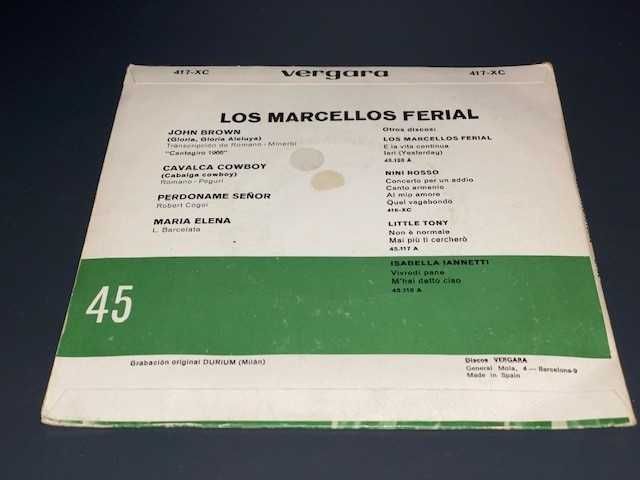 417-XC vergara 417-XC
LOS MARCELLOS FERIAL
JOHN BROWN
(Gloria, Gloria Aleluya)
Transcripción de Romano - Minerbi
"Cantagiro 1966"
CAVALCA COWBOY
(Cabalga cowboy)
Romano - Poguri
PERDONAME SEÑOR
Robert Cogoi
MARIA ELENA
L. Barcelata
Otros discos:
LOS MARCELLOS FERIAL
E la vita continua
Ieri (Yesterday)
45.120 A
NINI ROSSO
Concerto per un addio
Canto armenio
Al mio amore
Quel vagabondo
416-XC
LITTLE TONY
Non è normale
Mai più ti cercherò
45.117 A
ISABELLA IANNETTI
Vivrodi pane
M'hai detto ciao
45.118 A
45
Grabación original DURIUM (Milán)
Discos VERGARA
General Mola, 4 — Barcelona-9
Made in Spain